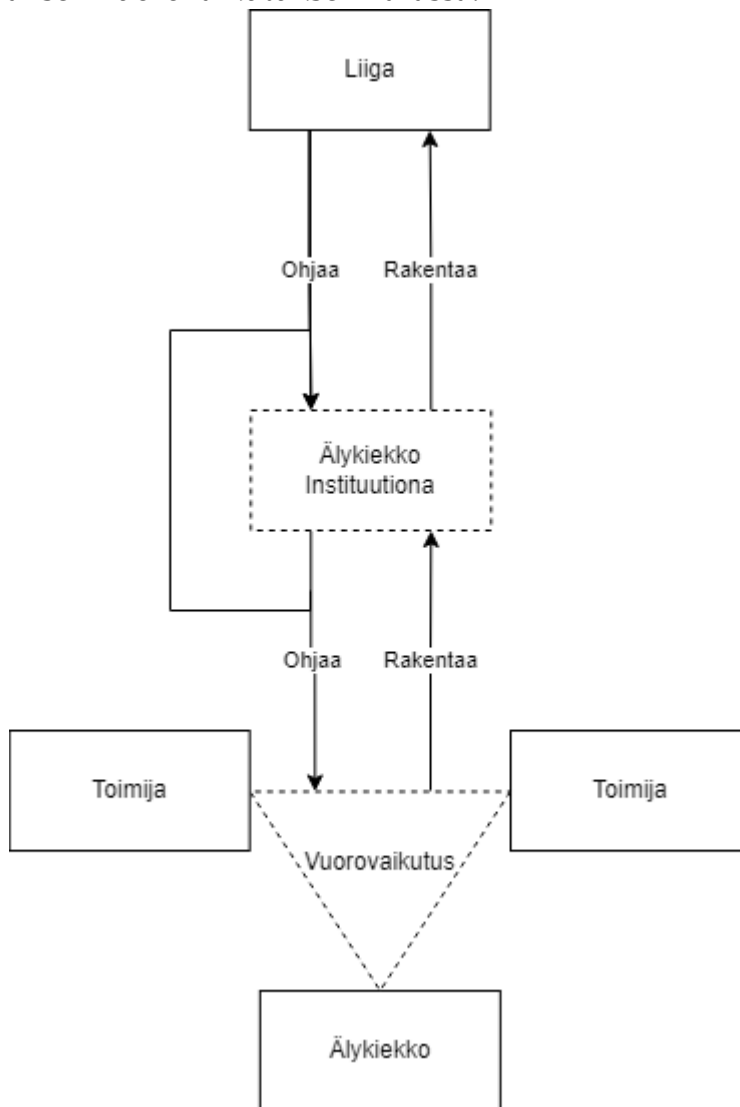 Liiga
Ohjaa Rakentaa
Älykiekko
Instituutiona
Ohjaa Rakentaa
Toimija Toimija
Vuorovaikutus
Älykiekko